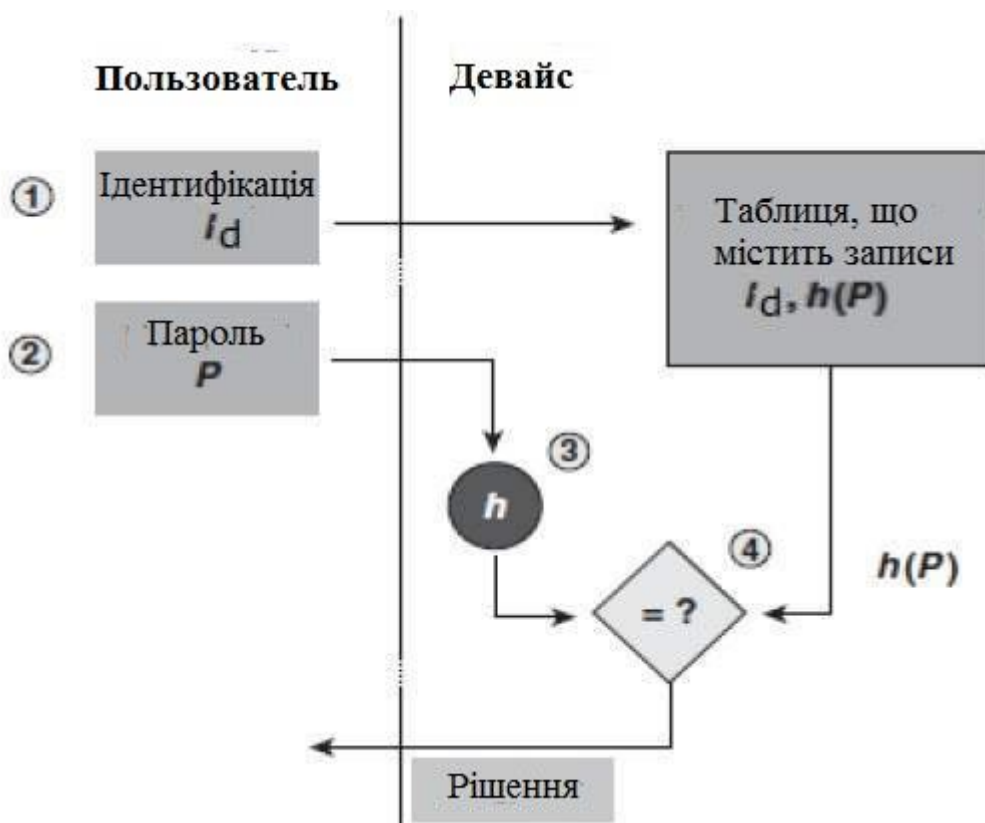 Пользователь
Девайс
①
Ідентифікація
Id
Таблиця, що
містить записи
Id, h(P)
②
Пароль
P
③
h
④
= ?
h(P)
Рішення